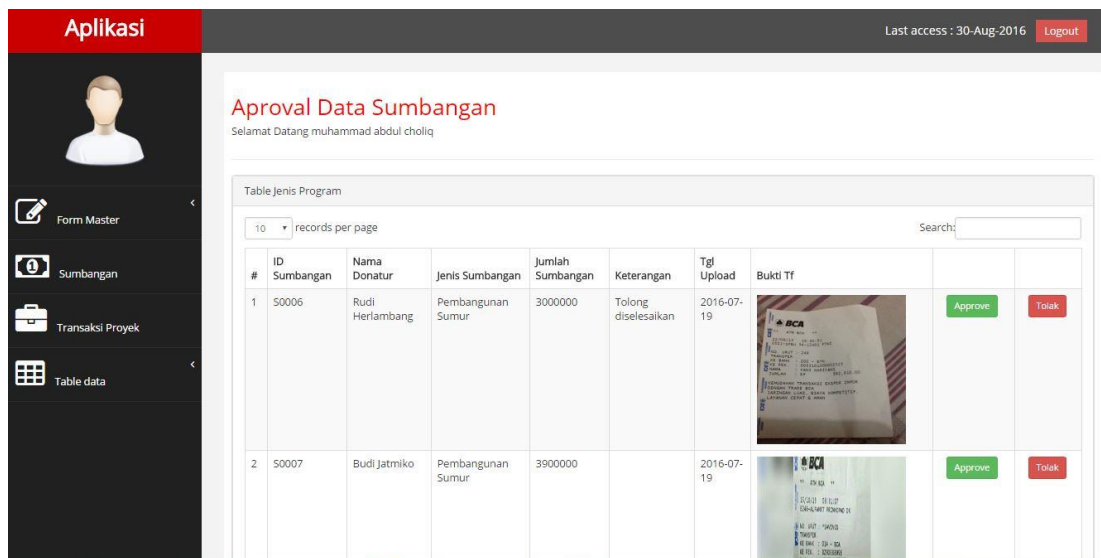 Aplikasi
Last access : 30-Aug-2016 Logout
Aproval Data Sumbangan
Selamat Datang muhammad abdul choliq
Form Master
Sumbangan
Transaksi Proyek
Table data
Table Jenis Program
10 records per page
Search:
# ID Sumbangan Nama Donatur Jenis Sumbangan Jumlah Sumbangan Keterangan Tgl Upload Bukti Tf
1 S0006 Rudi Herlambang Pembangunan Sumur 3000000 Tolong diselesaikan 2016-07-19 Approve Tolak
BCA
2 S0007 Budi Jatmiko Pembangunan Sumur 3900000 2016-07-19 Approve Tolak
BCA